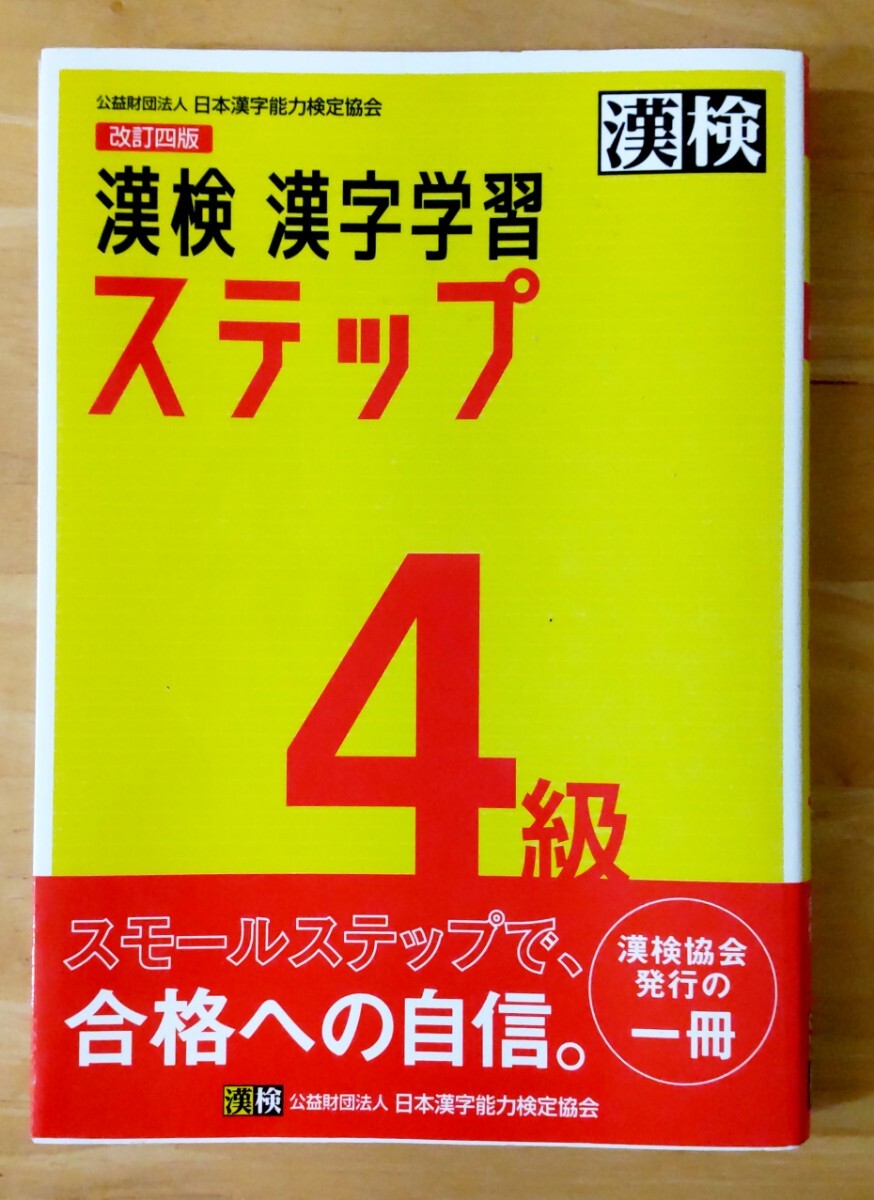 公益財団法人 日本漢字能力検定協会
漢検
改訂四版
漢検 漢字学習
ステップ
4級
スモールステップで、
合格への自信。
漢検協会
発行の
一冊
漢検 公益財団法人 日本漢字能力検定協会